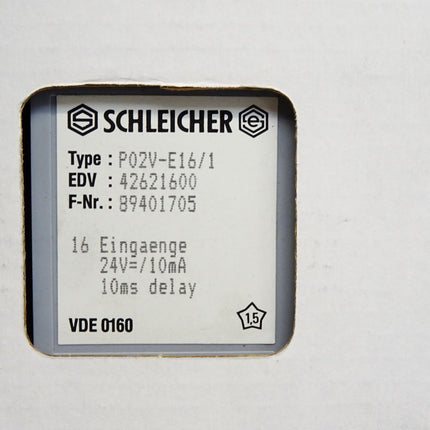 SCHLEICHER
Type : P02V-E16/1
EDV : 42621600
F-Nr.: 89401705
16 Eingaenge
24V=/10mA
10ms delay
VDE 0160
1,5